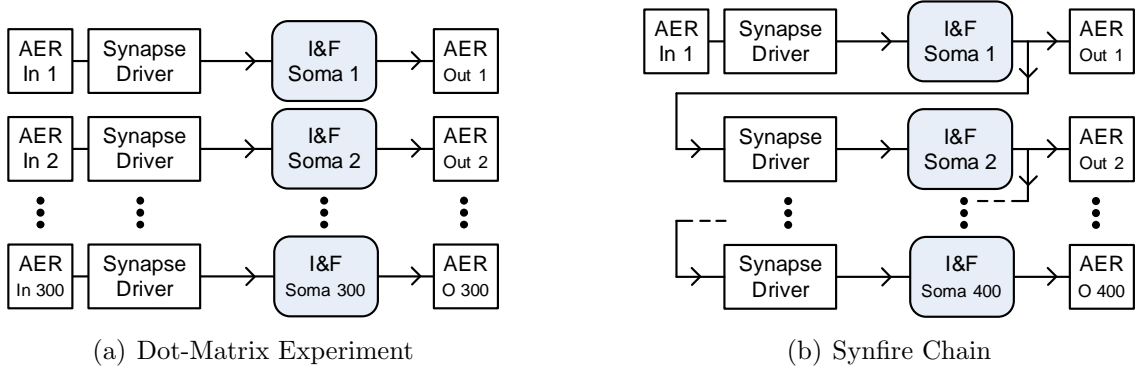 AER
In 1
Synapse
Driver
I&F
Soma 1
AER
Out 1
AER
In 2
Synapse
Driver
I&F
Soma 2
AER
Out 2
AER
In 300
Synapse
Driver
I&F
Soma 300
AER
O 300
(a) Dot-Matrix Experiment
AER
In 1
Synapse
Driver
I&F
Soma 1
AER
Out 1
Synapse
Driver
I&F
Soma 2
AER
Out 2
Synapse
Driver
I&F
Soma 400
AER
O 400
(b) Synfire Chain